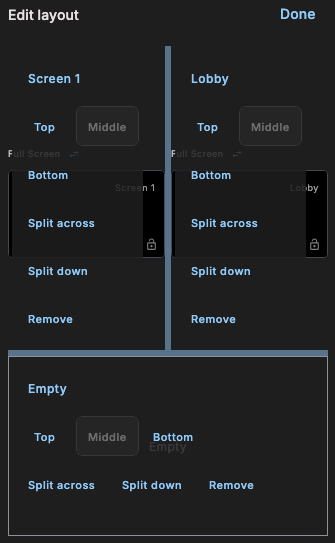 Edit layout Done
Screen 1 Lobby
Top Middle Top Middle
Full Screen Full Screen
Bottom Bottom
Screen 1 Lobby
Split across Split across
Split down Split down
Remove Remove
Empty
Top Middle Bottom
Empty
Split across Split down Remove